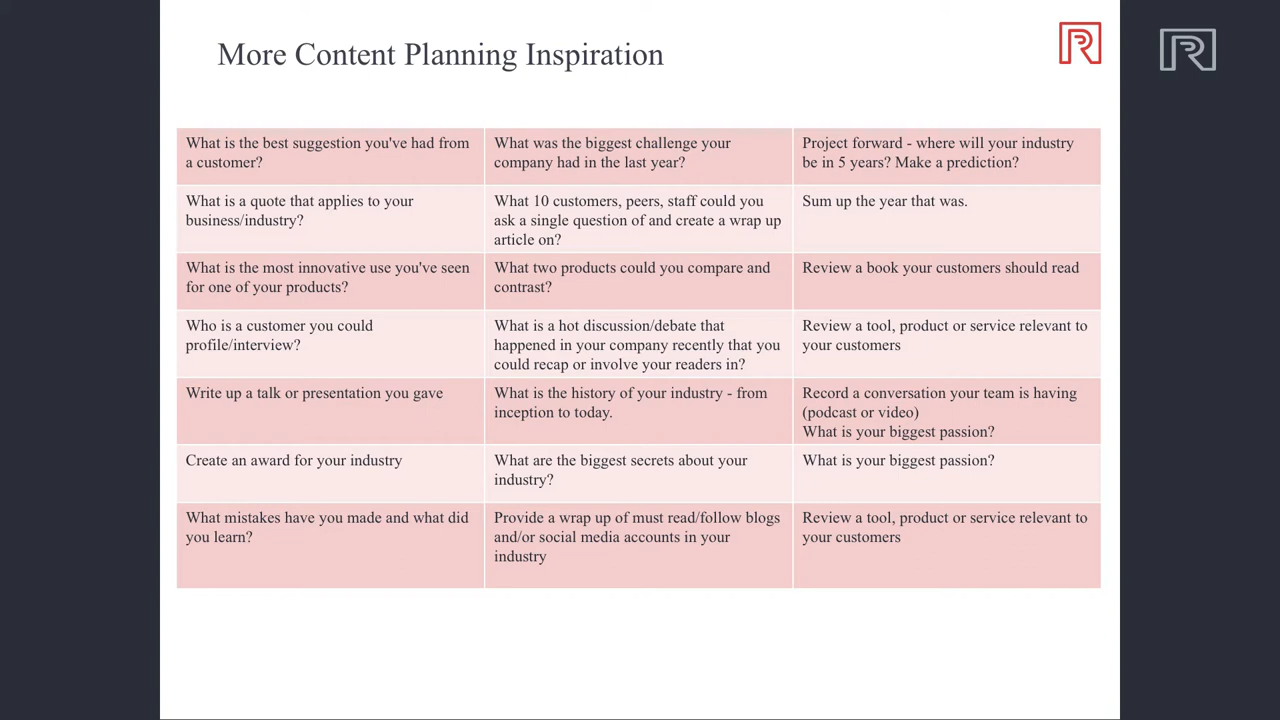 More Content Planning Inspiration
What is the best suggestion you've had from
a customer?
What was the biggest challenge your
company had in the last year?
Project forward - where will your industry
be in 5 years? Make a prediction?
What is a quote that applies to your
business/industry?
What 10 customers, peers, staff could you
ask a single question of and create a wrap up
article on?
Sum up the year that was.
What is the most innovative use you've seen
for one of your products?
What two products could you compare and
contrast?
Review a book your customers should read
Who is a customer you could
profile/interview?
What is a hot discussion/debate that
happened in your company recently that you
could recap or involve your readers in?
Review a tool, product or service relevant to
your customers
Write up a talk or presentation you gave
What is the history of your industry - from
inception to today.
Record a conversation your team is having
(podcast or video)
What is your biggest passion?
Create an award for your industry
What are the biggest secrets about your
industry?
What is your biggest passion?
What mistakes have you made and what did
you learn?
Provide a wrap up of must read/follow blogs
and/or social media accounts in your
industry
Review a tool, product or service relevant to
your customers